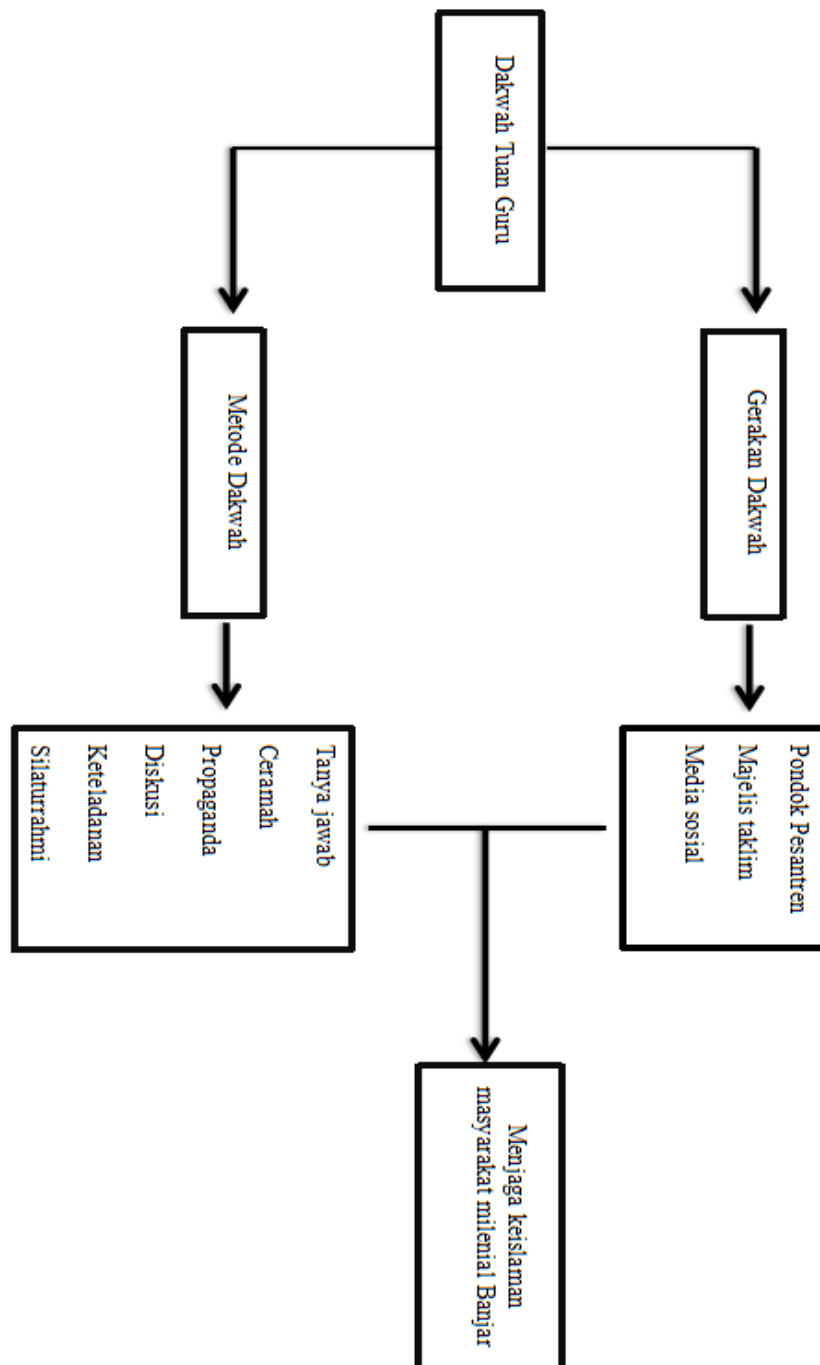 Dakwah Tuan Guru
Gerakan Dakwah
Metode Dakwah
Pondok Pesantren
Majelis taklim
Media sosial
Tanya jawab
Ceramah
Propaganda
Diskusi
Keteladanan
Silaturrahmi
Menjaga keislaman
masyarakat milenial Banjar